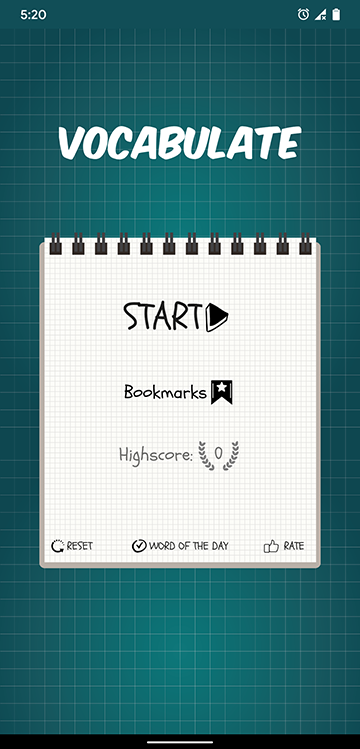 5:20
VOCABULATE
START
Bookmarks
Highscore: 0
RESET WORD OF THE DAY RATE